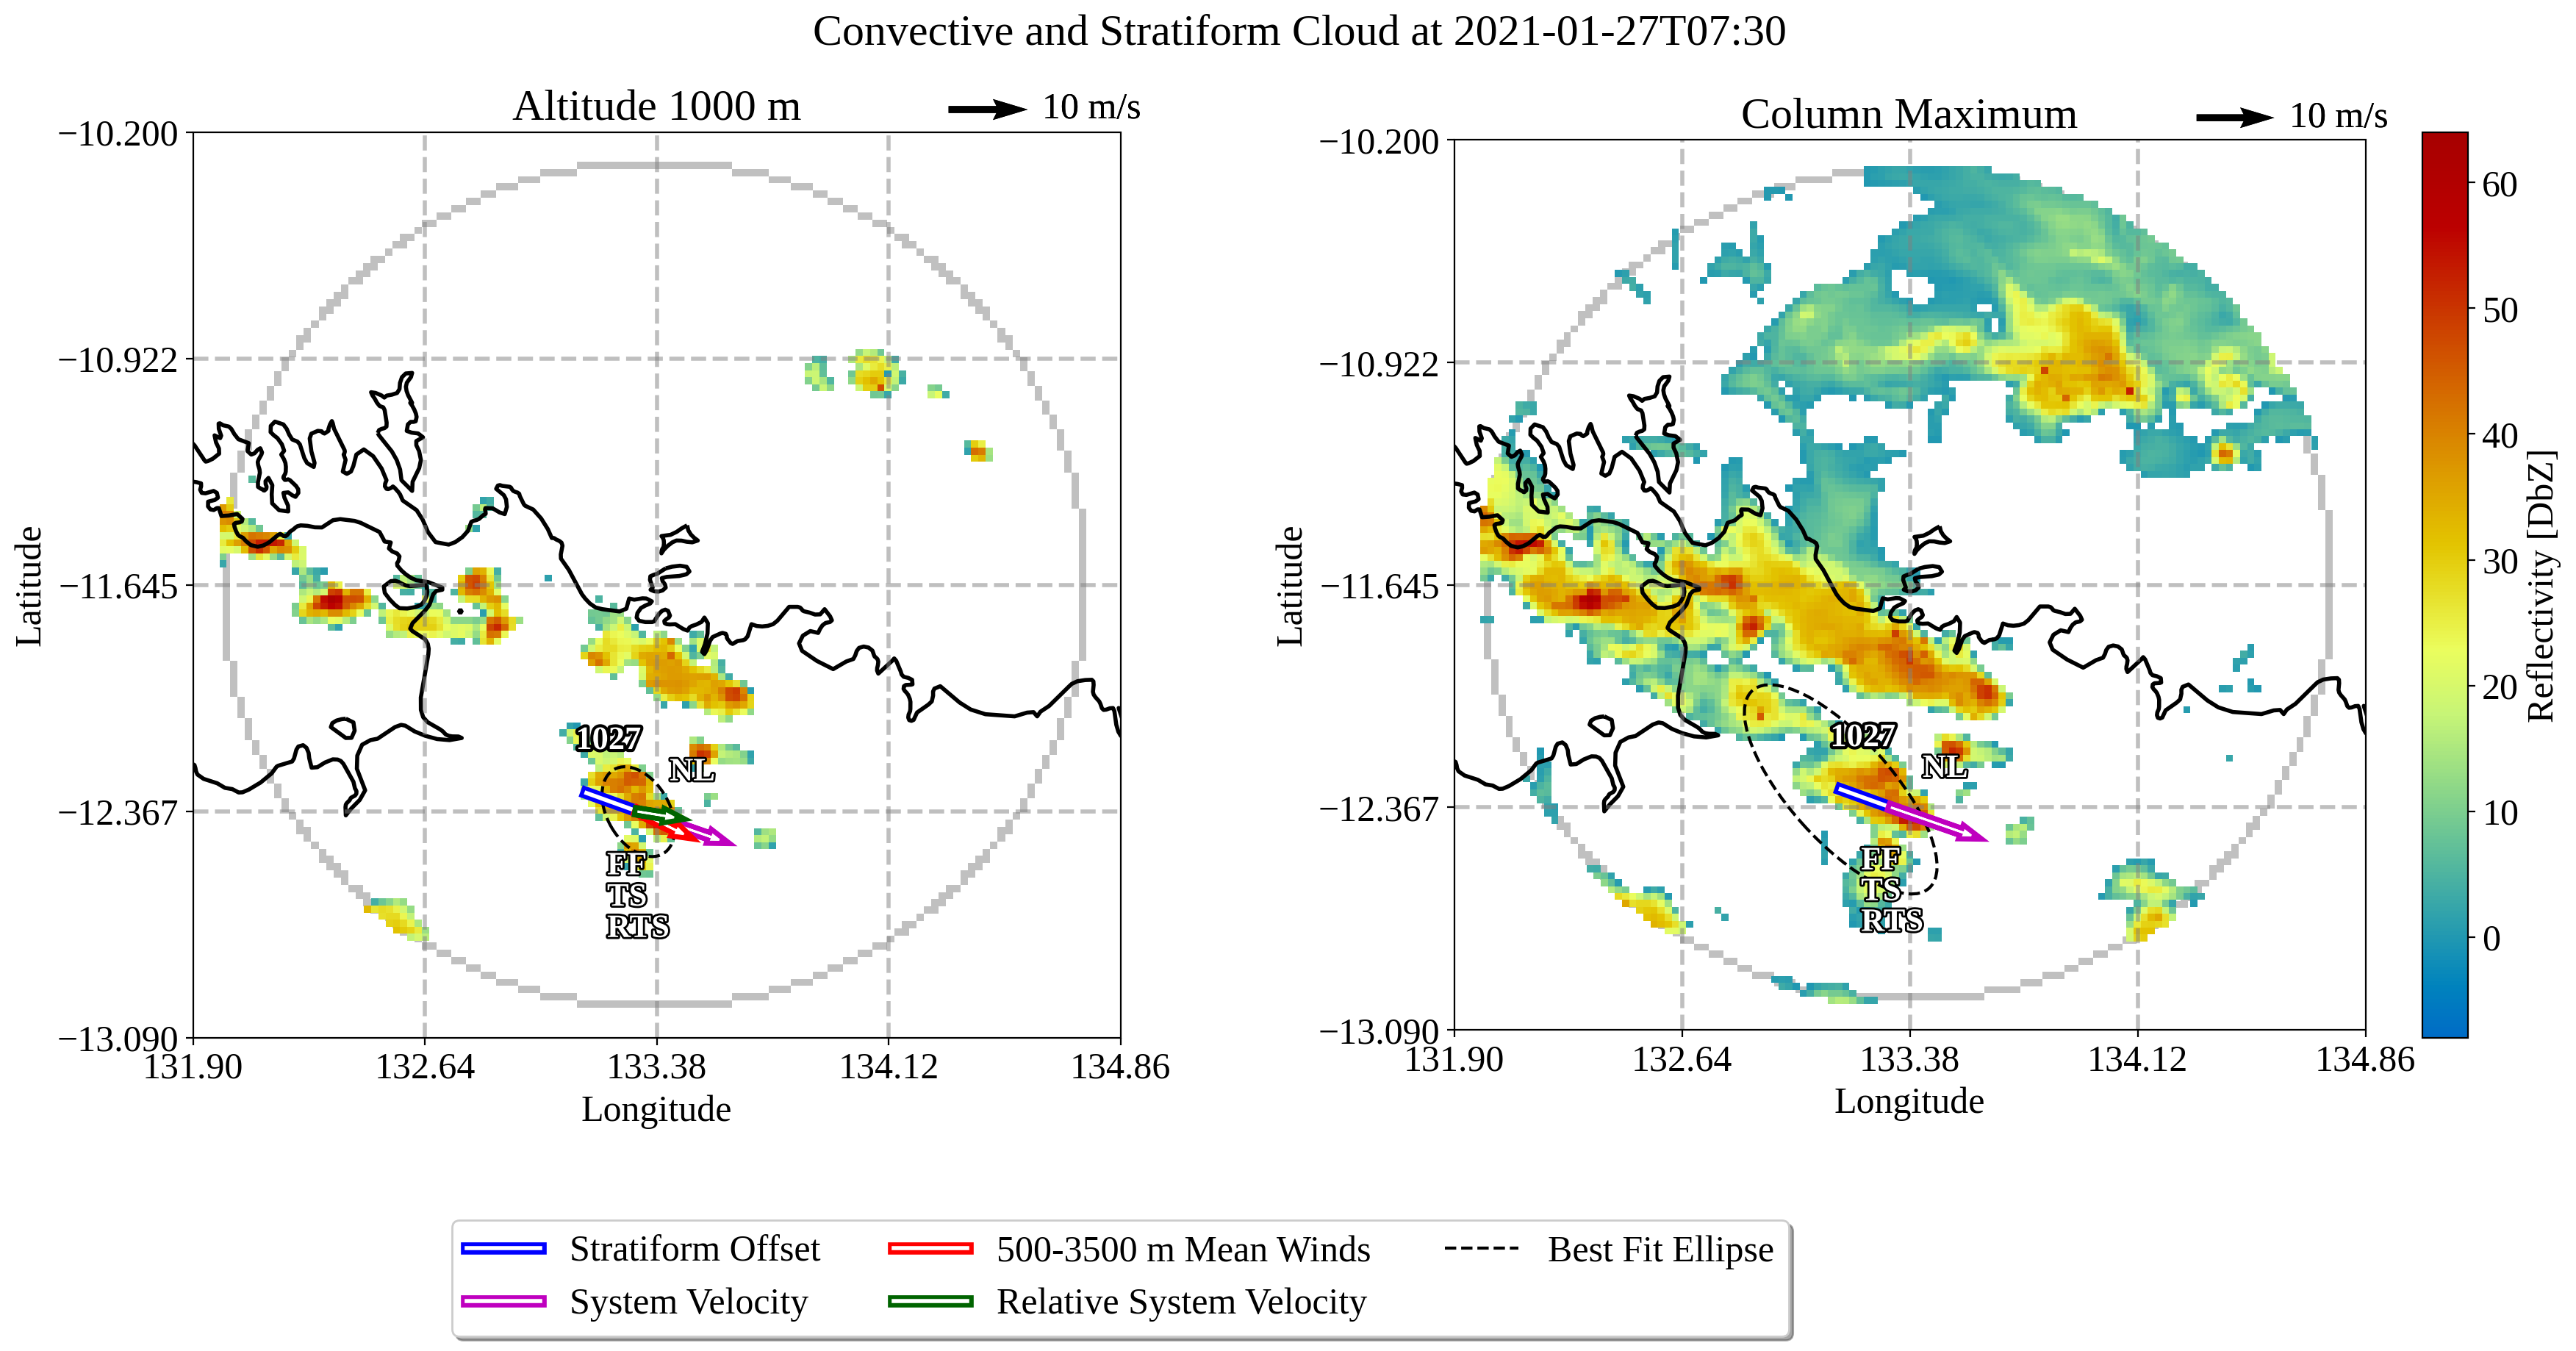 Convective and Stratiform Cloud at 2021-01-27T07:30
Altitude 1000 m
10 m/s
−10.200
−10.922
−11.645
−12.367
−13.090
Latitude
131.90
132.64
133.38
134.12
134.86
Longitude
1027
NL
FF
TS
RTS
Column Maximum
10 m/s
−10.200
−10.922
−11.645
−12.367
−13.090
Latitude
131.90
132.64
133.38
134.12
134.86
Longitude
1027
NL
FF
TS
RTS
60
50
40
30
20
10
0
Reflectivity [DbZ]
Stratiform Offset
System Velocity
500-3500 m Mean Winds
Relative System Velocity
Best Fit Ellipse